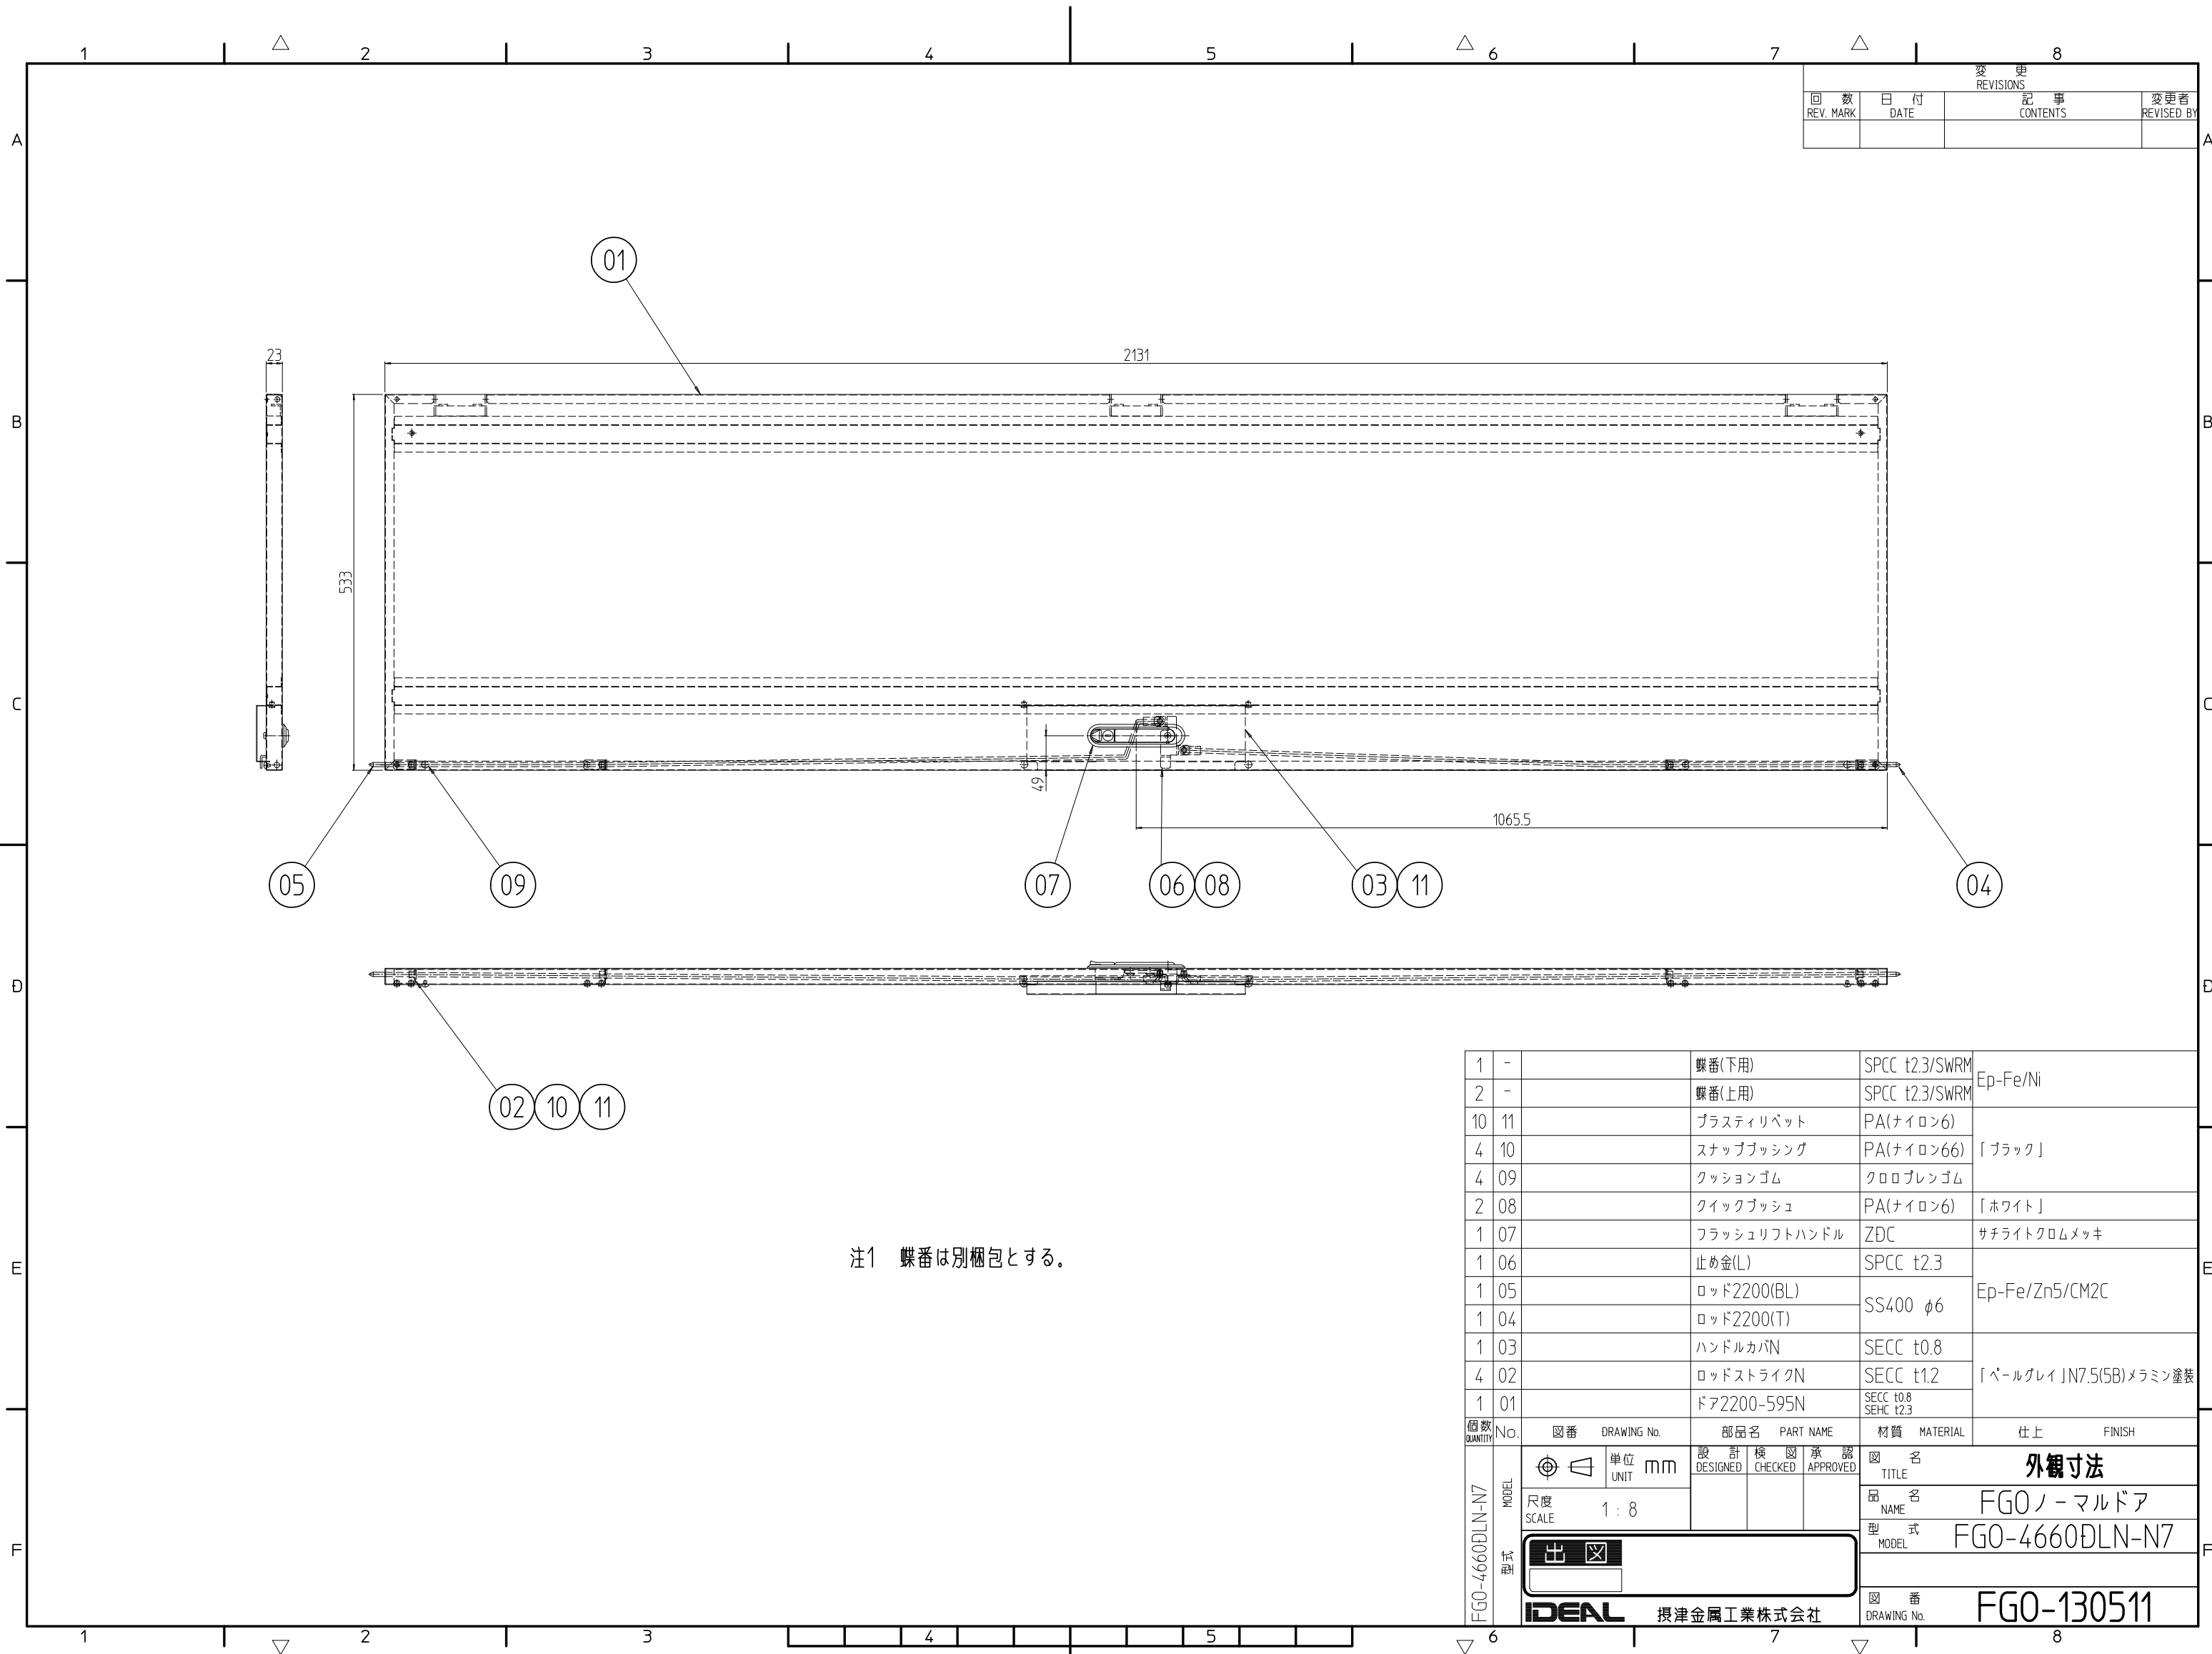 1 2 3 4 5 6 7 8
変 更
REVISIONS
回 数 日 付 記 事 変更者
REV. MARK DATE CONTENTS REVISED BY
A A
01
23
2131
B B
533
C C
49
1065.5
05 09 07 06 08 03 11 04
D D
02 10 11
1 - 蝶番(下用) SPCC t2.3/SWRM Ep-Fe/Ni
2 - 蝶番(上用) SPCC t2.3/SWRM
10 11 プラスティリベット PA(ナイロン6)
4 10 スナップブッシング PA(ナイロン66) 「ブラック」
4 09 クッションゴム クロロプレンゴム
2 08 クイックブッシュ PA(ナイロン6) 「ホワイト」
1 07 フラッシュリフトハンドル ZDC サチライトクロムメッキ
注1 蝶番は別梱包とする。
E E
1 06 止め金(L) SPCC t2.3
1 05 ロッド2200(BL) SS400 φ6 Ep-Fe/Zn5/CM2C
1 04 ロッド2200(T)
1 03 ハンドルカバN SECC t0.8
4 02 ロッドストライクN SECC t1.2 「ペールグレイ」N7.5(5B)メラミン塗装
1 01 ドア2200-595N SECC t0.8
SEHC t2.3
個数 No. 図番 DRAWING No. 部品名 PART NAME 材質 MATERIAL 仕上 FINISH
QUANTITY
FGO-4660DLN-N7
MODEL
型式
単位 mm
UNIT
設 計 検 図 承 認
DESIGNED CHECKED APPROVED
図 名 外観寸法
TITLE
尺度 1 : 8
SCALE
品 名 FGOノーマルドア
NAME
型 式 FGO-4660DLN-N7
MODEL
出 図
F F
図 番 FGO-130511
DRAWING No.
IDEAL 摂津金属工業株式会社
1 2 3 4 5 6 7 8